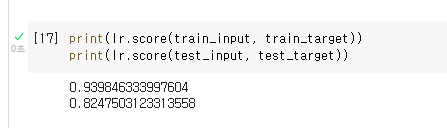 [17] print(lr.score(train_input, train_target))
print(lr.score(test_input, test_target))
0초
0.939846333997604
0.8247503123313558